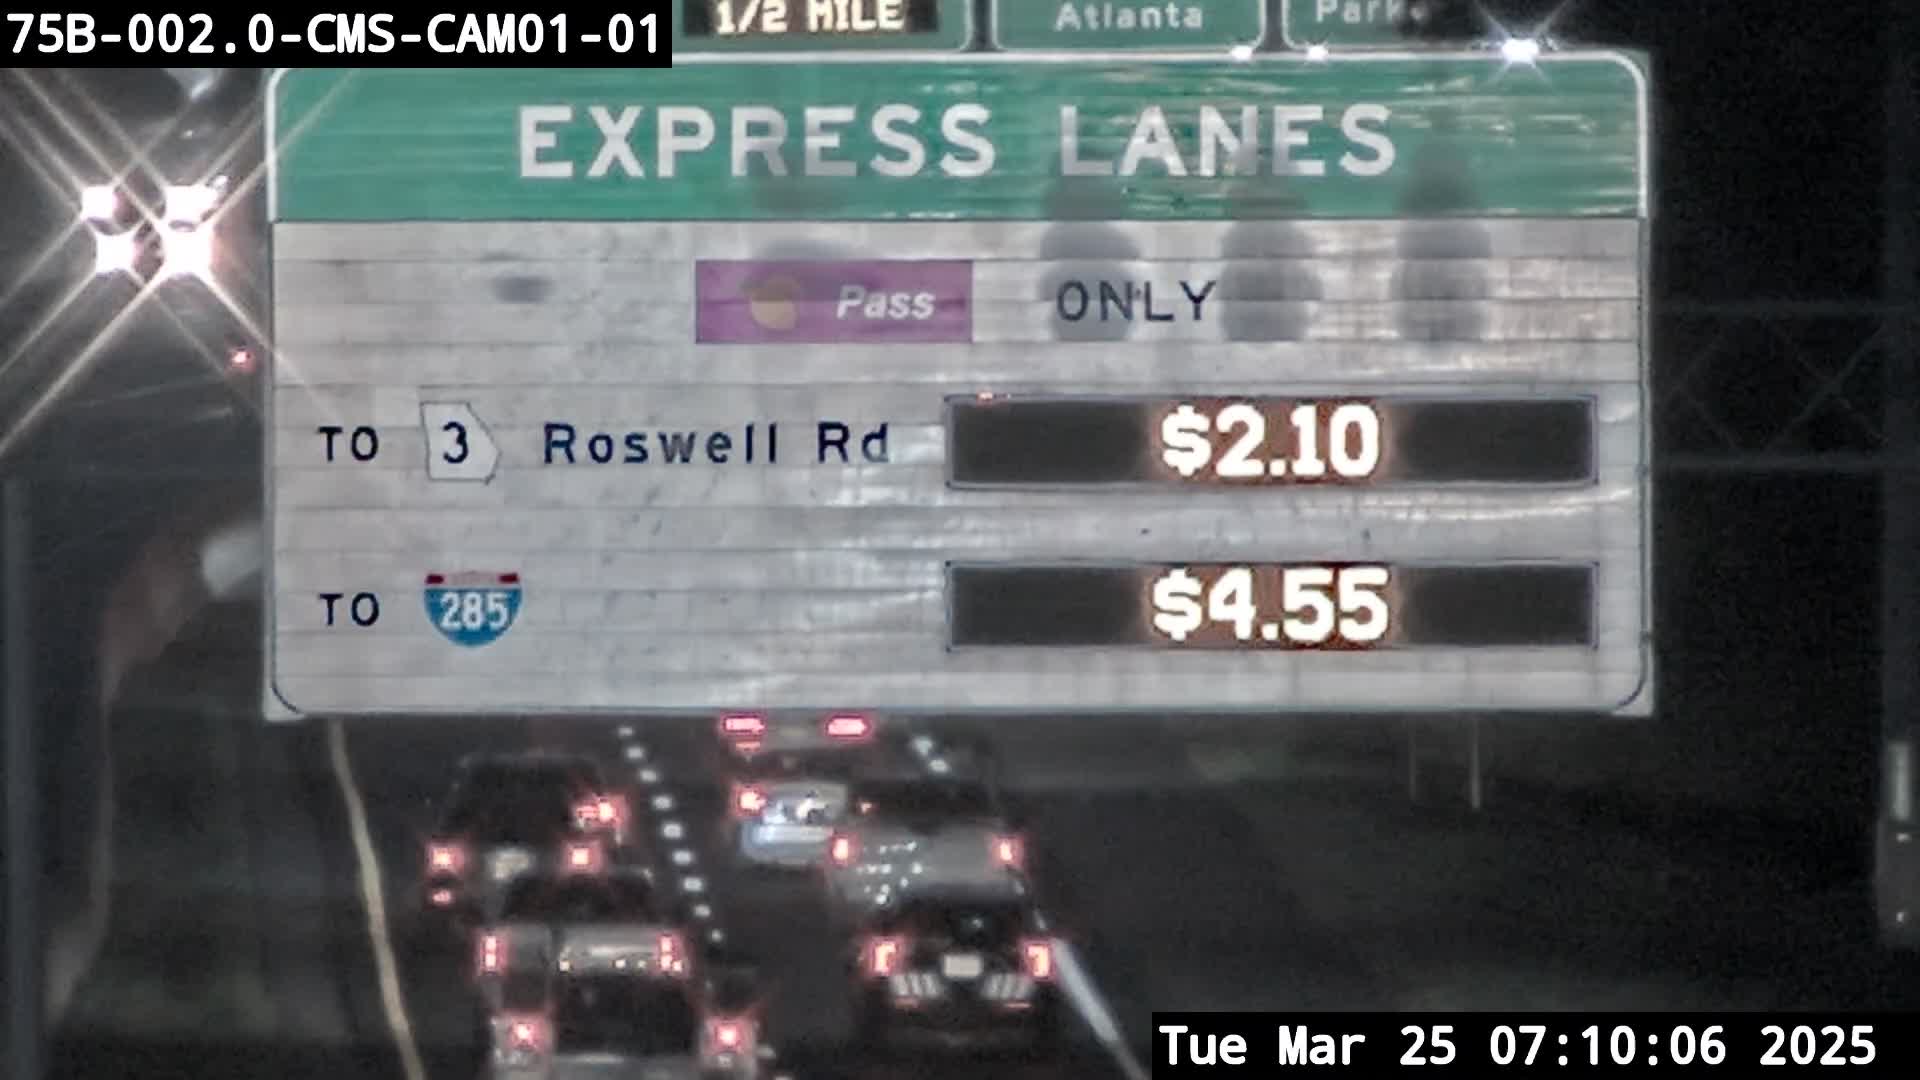 75B-002.0-CMS-CAM01-01
1/2 MILE
Atlanta
EXPRESS LANES
Pass ONLY
TO 3 Roswell Rd $2.10
TO 285 $4.55
Tue Mar 25 07:10:06 2025